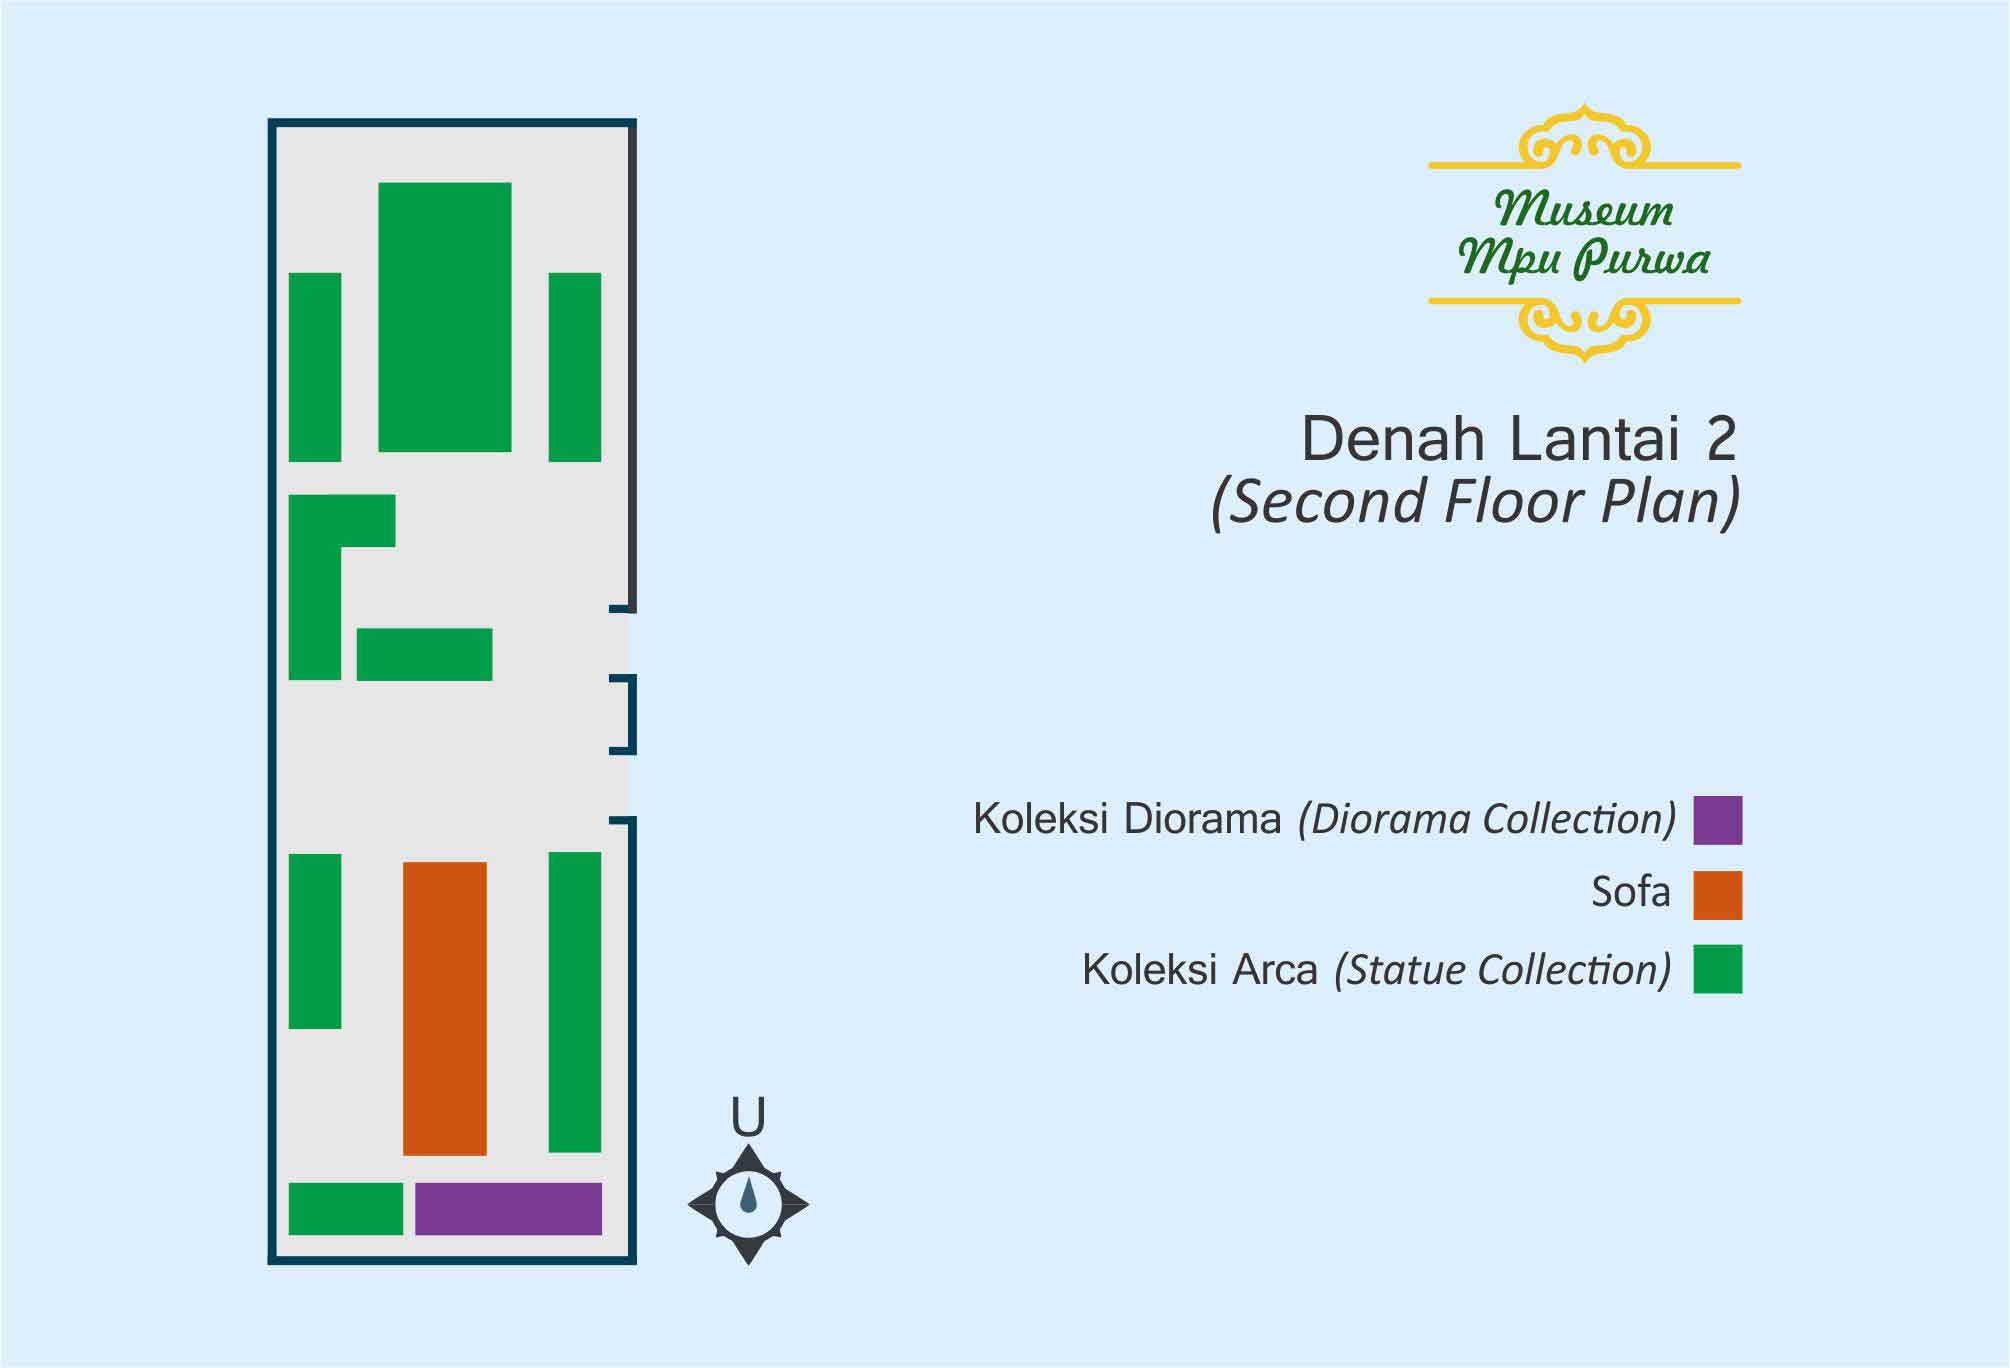 Museum
Mpu Purwa
Denah Lantai 2
(Second Floor Plan)
Koleksi Diorama (Diorama Collection)
Sofa
Koleksi Arca (Statue Collection)
U